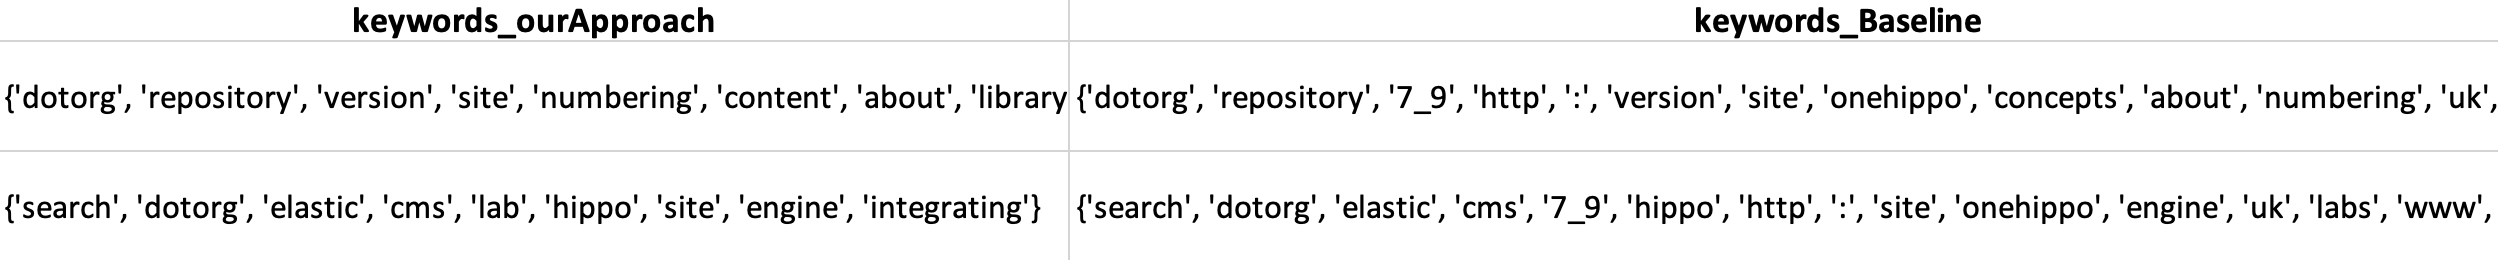 keywords_ourApproach keywords_Baseline
{'dotorg', 'repository', 'version', 'site', 'numbering', 'content', 'about', 'library {'dotorg', 'repository', '7_9', 'http', ':', 'version', 'site', 'onehippo', 'concepts', 'about', 'numbering', 'uk',
{'search', 'dotorg', 'elastic', 'cms', 'lab', 'hippo', 'site', 'engine', 'integrating'} {'search', 'dotorg', 'elastic', 'cms', '7_9', 'hippo', 'http', ':', 'site', 'onehippo', 'engine', 'uk', 'labs', 'www',